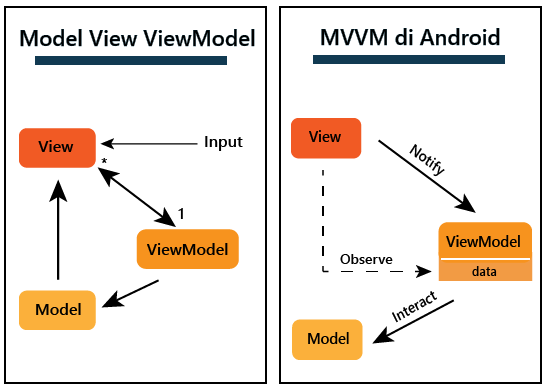 Model View ViewModel
Input
View
*
1
ViewModel
Model
MVVM di Android
View
Notify
ViewModel
data
Observe
Interact
Model